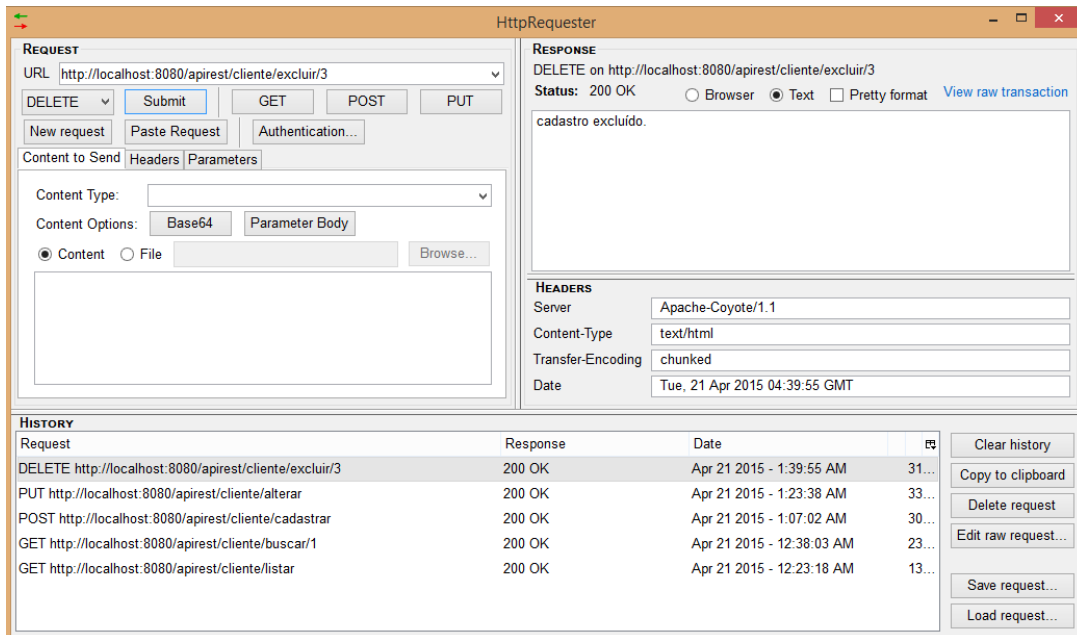 HttpRequester
REQUEST
URL http://localhost:8080/apirest/cliente/excluir/3
DELETE Submit GET POST PUT
New request Paste Request Authentication...
Content to Send Headers Parameters
Content Type:
Content Options: Base64 Parameter Body
Content File Browse...
RESPONSE
DELETE on http://localhost:8080/apirest/cliente/excluir/3
Status: 200 OK Browser Text Pretty format View raw transaction
cadastro excluído.
HEADERS
Server Apache-Coyote/1.1
Content-Type text/html
Transfer-Encoding chunked
Date Tue, 21 Apr 2015 04:39:55 GMT
HISTORY
Request Response Date
DELETE http://localhost:8080/apirest/cliente/excluir/3 200 OK Apr 21 2015 - 1:39:55 AM 31...
PUT http://localhost:8080/apirest/cliente/alterar 200 OK Apr 21 2015 - 1:23:38 AM 33...
POST http://localhost:8080/apirest/cliente/cadastrar 200 OK Apr 21 2015 - 1:07:02 AM 30...
GET http://localhost:8080/apirest/cliente/buscar/1 200 OK Apr 21 2015 - 12:38:03 AM 23...
GET http://localhost:8080/apirest/cliente/listar 200 OK Apr 21 2015 - 12:23:18 AM 13...
Clear history
Copy to clipboard
Delete request
Edit raw request...
Save request...
Load request...